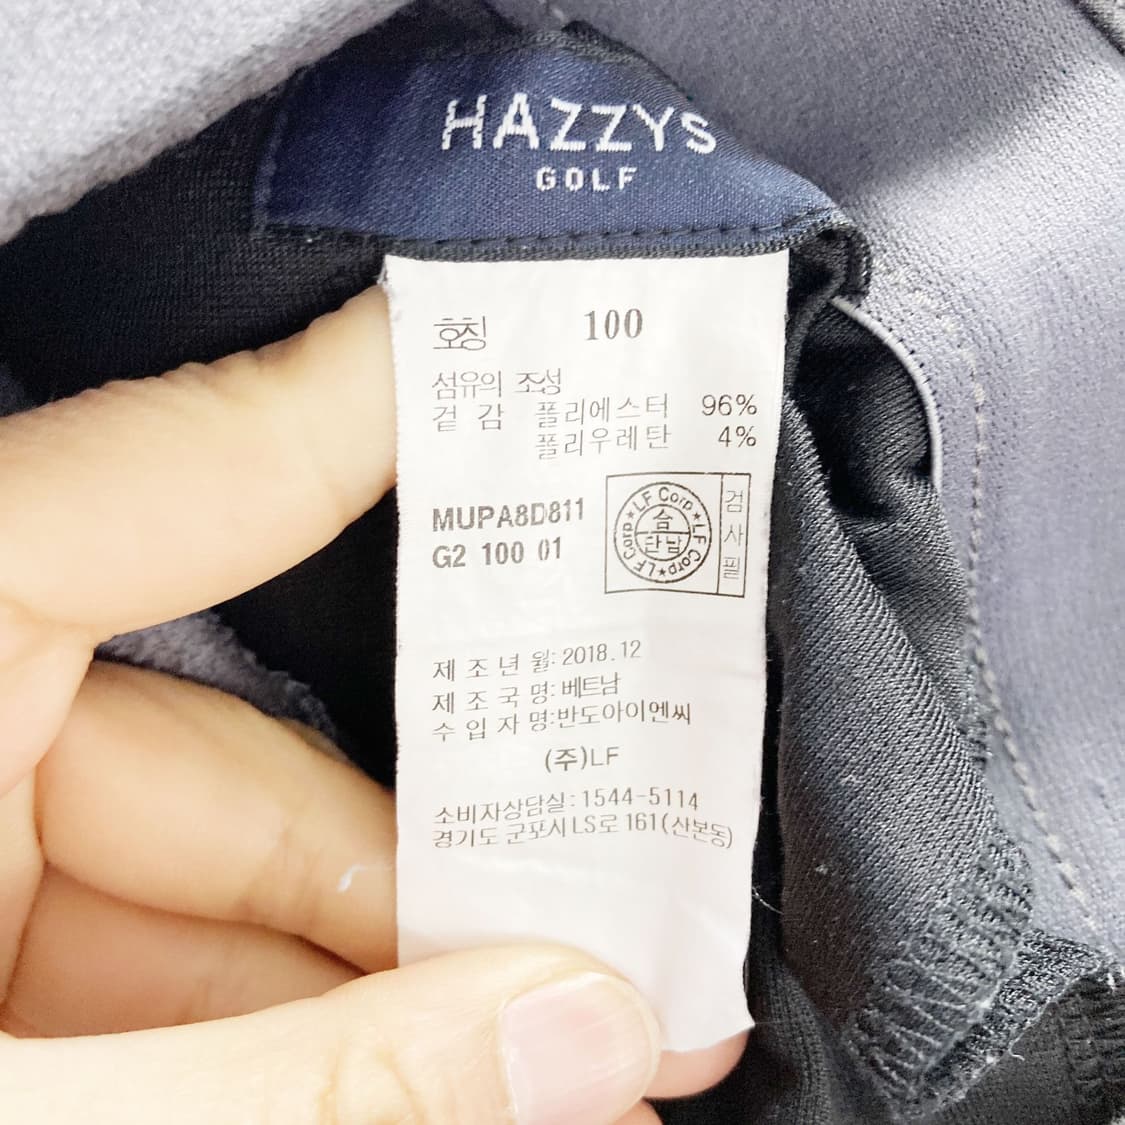 HAZZYS
GOLF
호칭 100
섬유의 조성
겉 감 폴리에스터 96%
폴리우레탄 4%
MUPA8D811
G2 100 01
LF Corp ★ LF Corp ★ LF Corp ★
검사필
제 조 년 월: 2018.12
제 조 국 명: 베트남
수 입 자 명: 반도아이엔씨
(주)LF
소비자상담실: 1544-5114
경기도 군포시 LS로 161(산본동)